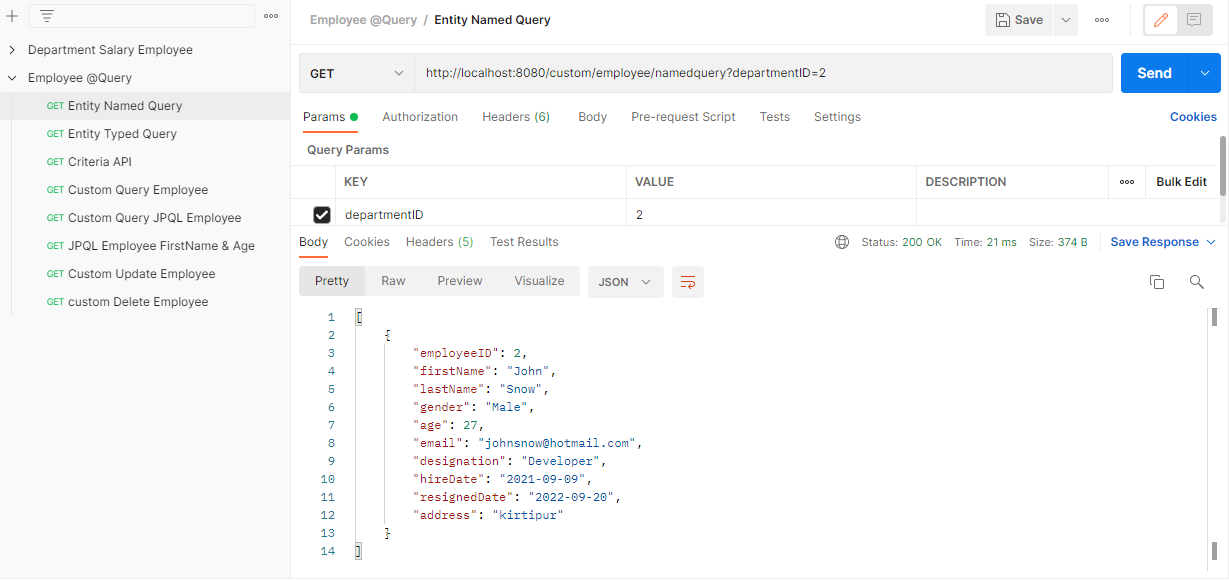 Employee @Query / Entity Named Query
Save
Department Salary Employee
Employee @Query
GET Entity Named Query
GET Entity Typed Query
GET Criteria API
GET Custom Query Employee
GET Custom Query JPQL Employee
GET JPQL Employee FirstName & Age
GET Custom Update Employee
GET custom Delete Employee
GET http://localhost:8080/custom/employee/namedquery?departmentID=2 Send
Params Authorization Headers (6) Body Pre-request Script Tests Settings Cookies
Query Params
KEY VALUE DESCRIPTION Bulk Edit
departmentID 2
Body Cookies Headers (5) Test Results Status: 200 OK Time: 21 ms Size: 374 B Save Response
Pretty Raw Preview Visualize JSON
1 [
2 {
3 "employeeID": 2,
4 "firstName": "John",
5 "lastName": "Snow",
6 "gender": "Male",
7 "age": 27,
8 "email": "johnsnow@hotmail.com",
9 "designation": "Developer",
10 "hireDate": "2021-09-09",
11 "resignedDate": "2022-09-20",
12 "address": "kirtipur"
13 }
14 ]